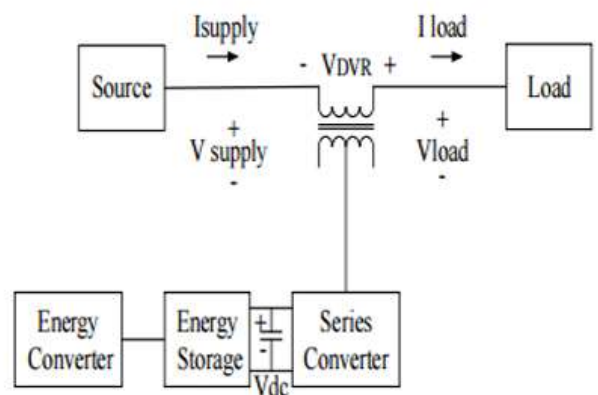 Isupply
I load
- VDVR +
Source
Load
+
V supply
-
+
Vload
-
Energy
Converter
Energy
Storage
+
-
Vdc
Series
Converter